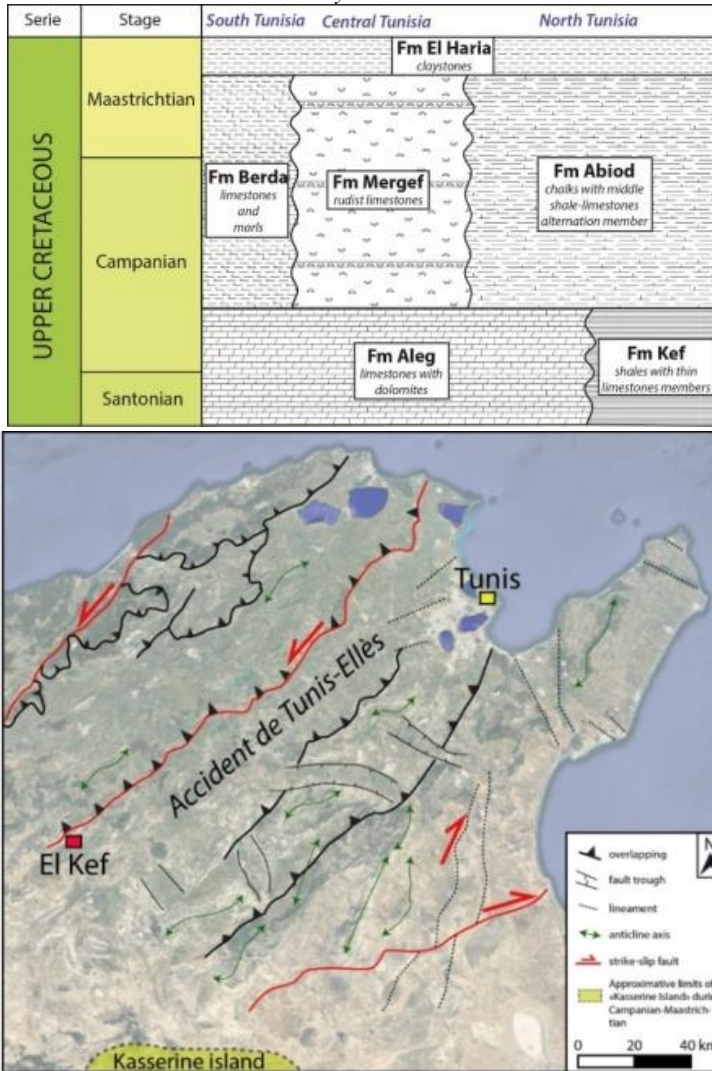 Serie Stage South Tunisia Central Tunisia North Tunisia
UPPER CRETACEOUS
Maastrichtian
Campanian
Santonian
Fm El Haria
claystones
Fm Berda
limestones
and
marls
Fm Mergef
rudist limestones
Fm Abiod
chalks with middle
shale-limestones
alternation member
Fm Aleg
limestones with
dolomites
Fm Kef
shales with thin
limestones members
Tunis
Accident de Tunis-Ellès
El Kef
Kasserine island
N
overlapping
fault trough
lineament
anticline axis
strike-slip fault
Approximative limits of
«Kasserine Island» during
Campanian-Maastrich-
tian
0 20 40 km